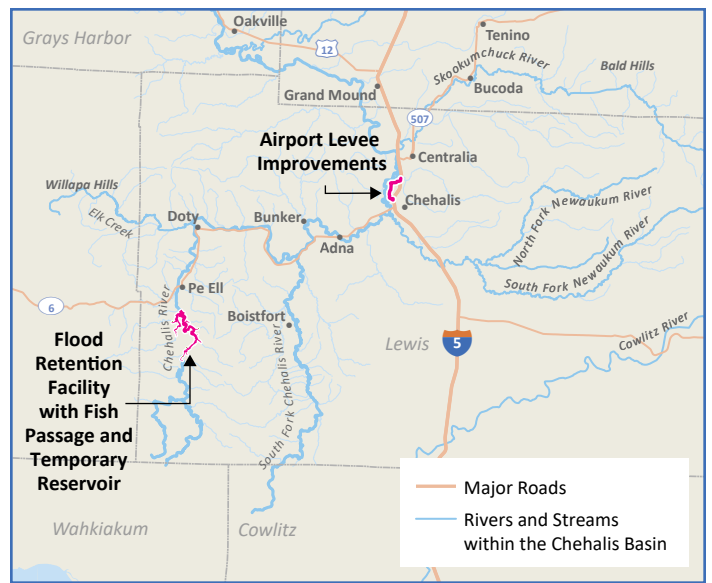 Oakville
Grays Harbor
12
Tenino
Skookumchuck River
Bald Hills
Grand Mound
Bucoda
507
Airport Levee
Improvements
Centralia
Willapa Hills
Elk Creek
Doty
Bunker
Chehalis
North Fork Newaukum River
Adna
South Fork Newaukum River
Pe Ell
6
Chehalis River
Boistfort
Cowlitz River
Lewis
5
Flood
Retention
Facility
with Fish
Passage and
Temporary
Reservoir
South Fork Chehalis River
Major Roads
Rivers and Streams
within the Chehalis Basin
Wahkiakum
Cowlitz